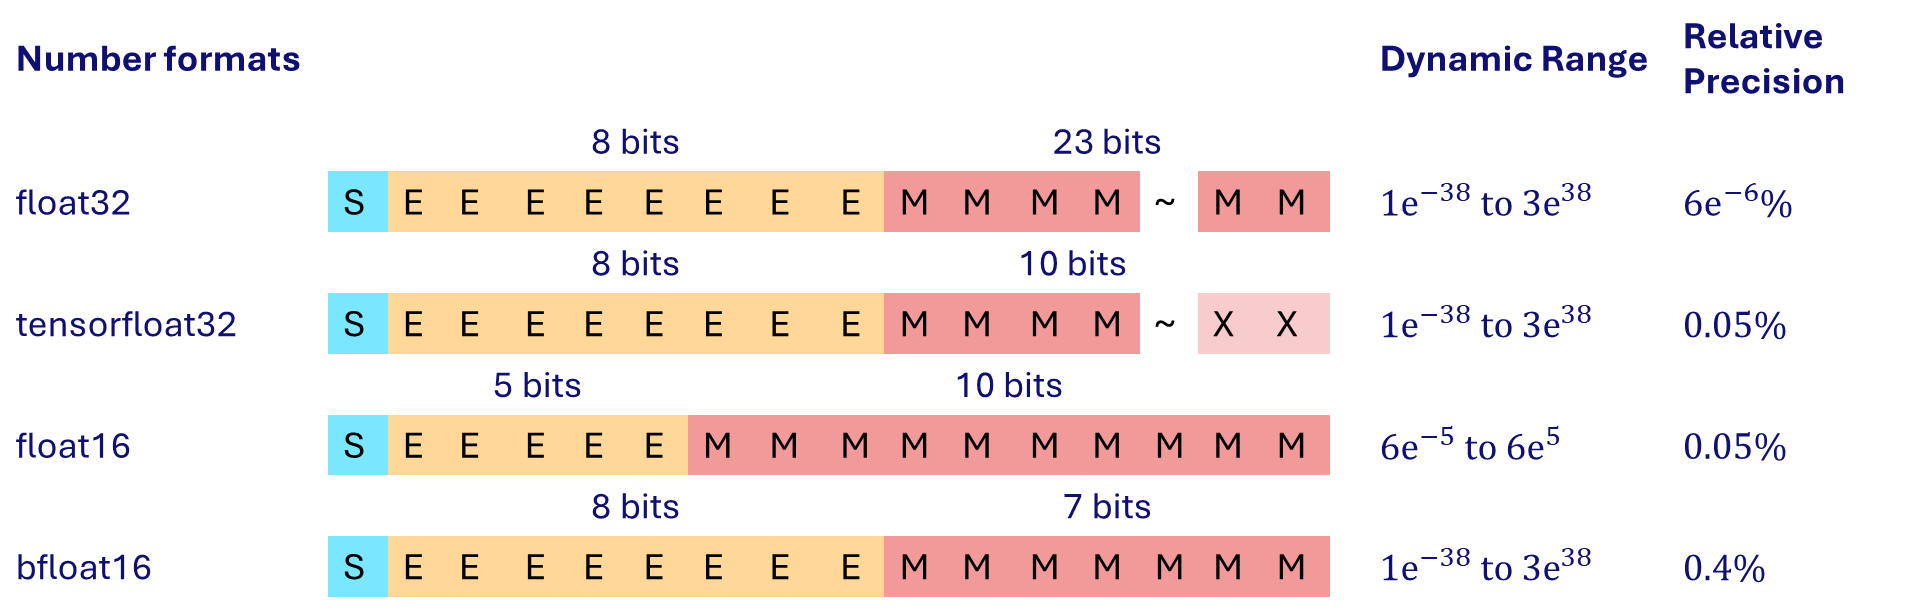 Number formats Dynamic Range Relative Precision
8 bits 23 bits
float32 S E E E E E E E E M M M M ~ M M 1e⁻³⁸ to 3e³⁸ 6e⁻⁶%
8 bits 10 bits
tensorfloat32 S E E E E E E E E M M M M ~ X X 1e⁻³⁸ to 3e³⁸ 0.05%
5 bits 10 bits
float16 S E E E E E M M M M M M M M M M 6e⁻⁵ to 6e⁵ 0.05%
8 bits 7 bits
bfloat16 S E E E E E E E E M M M M M M M 1e⁻³⁸ to 3e³⁸ 0.4%